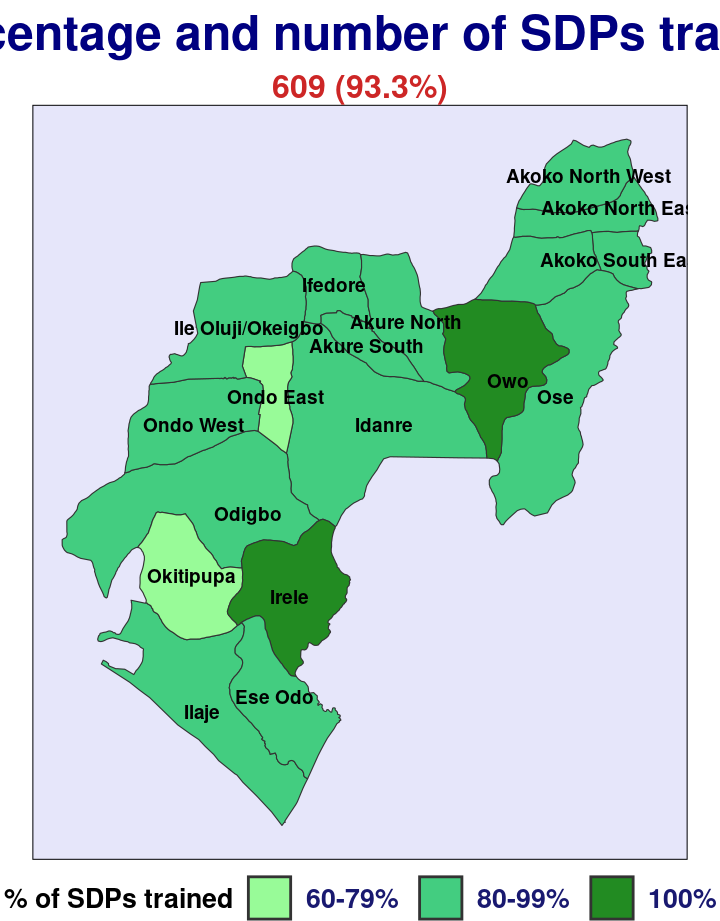 centage and number of SDPs tra
609 (93.3%)
Akoko North West
Akoko North Eas
Akoko South Ea
Ifedore
Ile Oluji/Okeigbo
Akure North
Akure South
Owo
Ondo East
Ose
Ondo West
Idanre
Odigbo
Okitipupa
Irele
Ese Odo
Ilaje
% of SDPs trained 60-79% 80-99% 100%